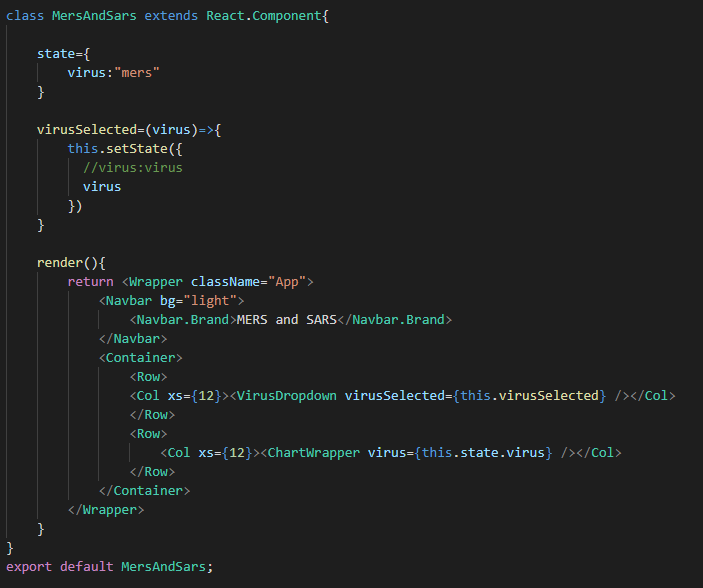 class MersAndSars extends React.Component{
state={
virus:"mers"
}
virusSelected=(virus)=>{
this.setState({
//virus:virus
virus
})
}
render(){
return <Wrapper className="App">
<Navbar bg="light">
<Navbar.Brand>MERS and SARS</Navbar.Brand>
</Navbar>
<Container>
<Row>
<Col xs={12}><VirusDropdown virusSelected={this.virusSelected} /></Col>
</Row>
<Row>
<Col xs={12}><ChartWrapper virus={this.state.virus} /></Col>
</Row>
</Container>
</Wrapper>
}
}
export default MersAndSars;